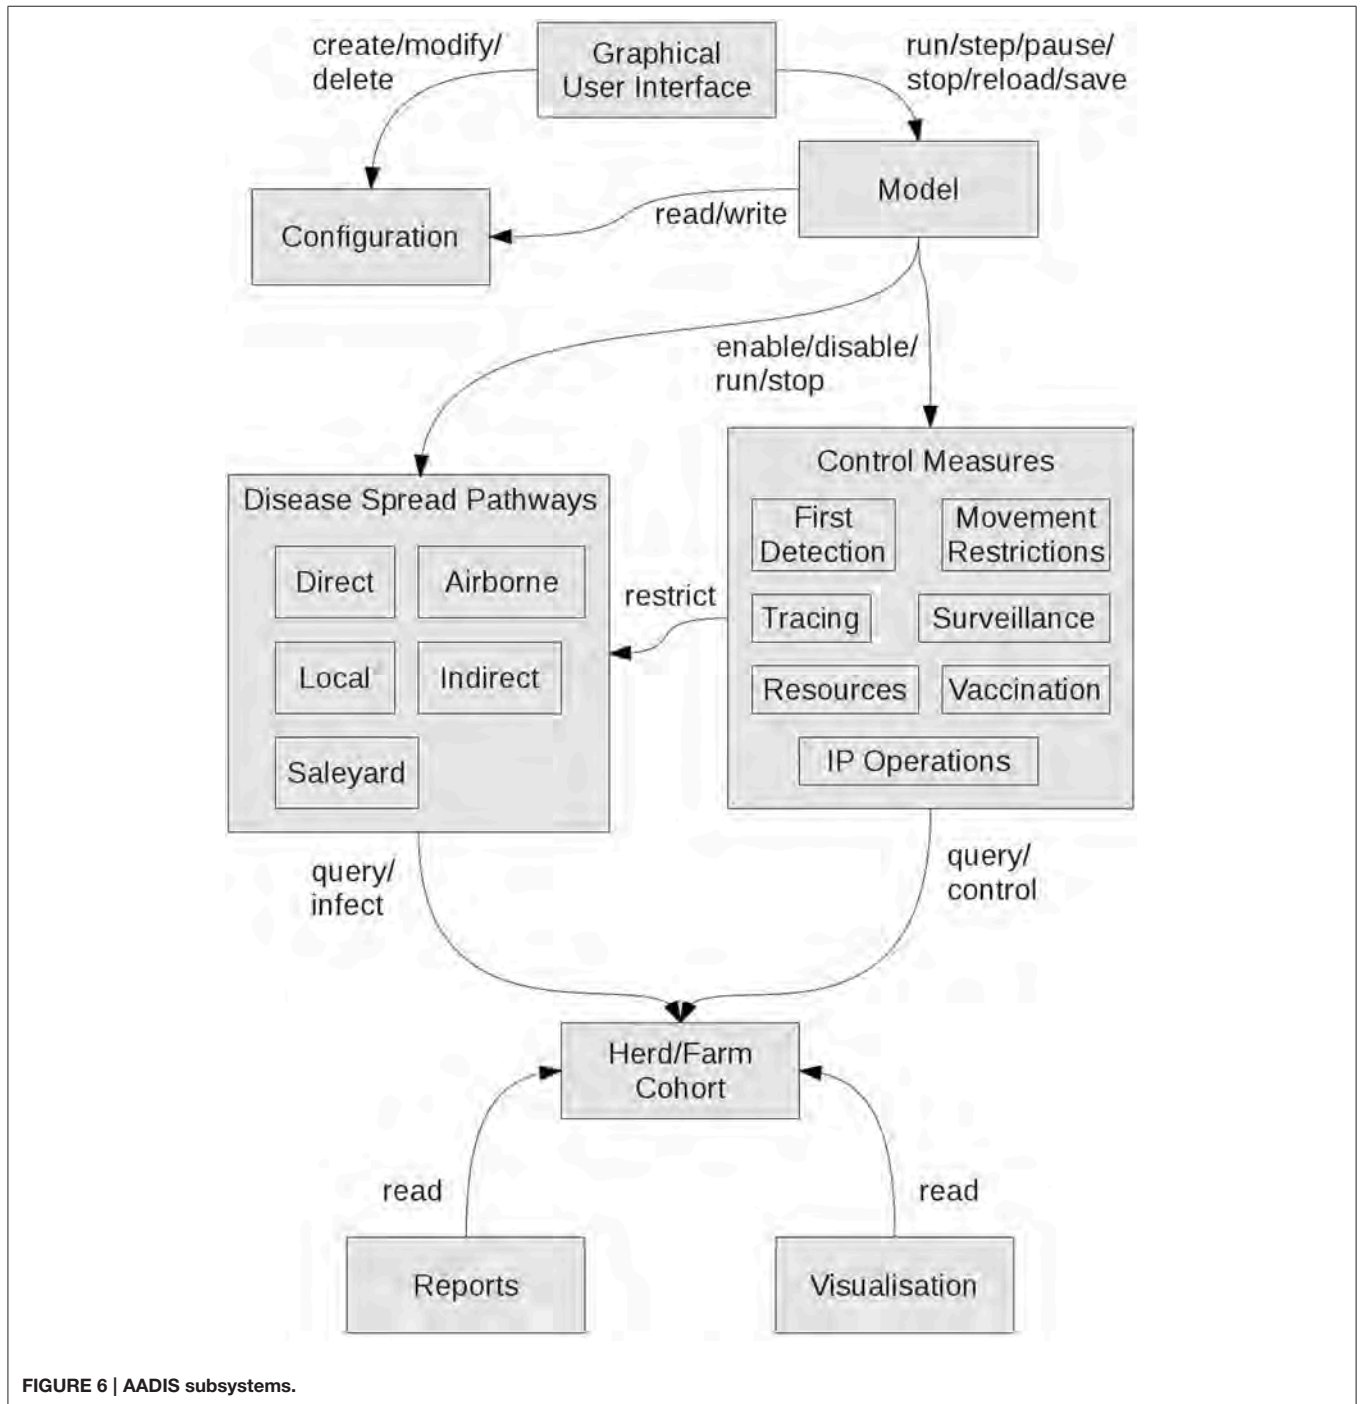 create/modify/
delete
Graphical
User Interface
run/step/pause/
stop/reload/save
Model
read/write
Configuration
enable/disable/
run/stop
Disease Spread Pathways
Direct
Airborne
Local
Indirect
Saleyard
restrict
Control Measures
First
Detection
Movement
Restrictions
Tracing
Surveillance
Resources
Vaccination
IP Operations
query/
infect
query/
control
Herd/Farm
Cohort
read
read
Reports
Visualisation
FIGURE 6 | AADIS subsystems.